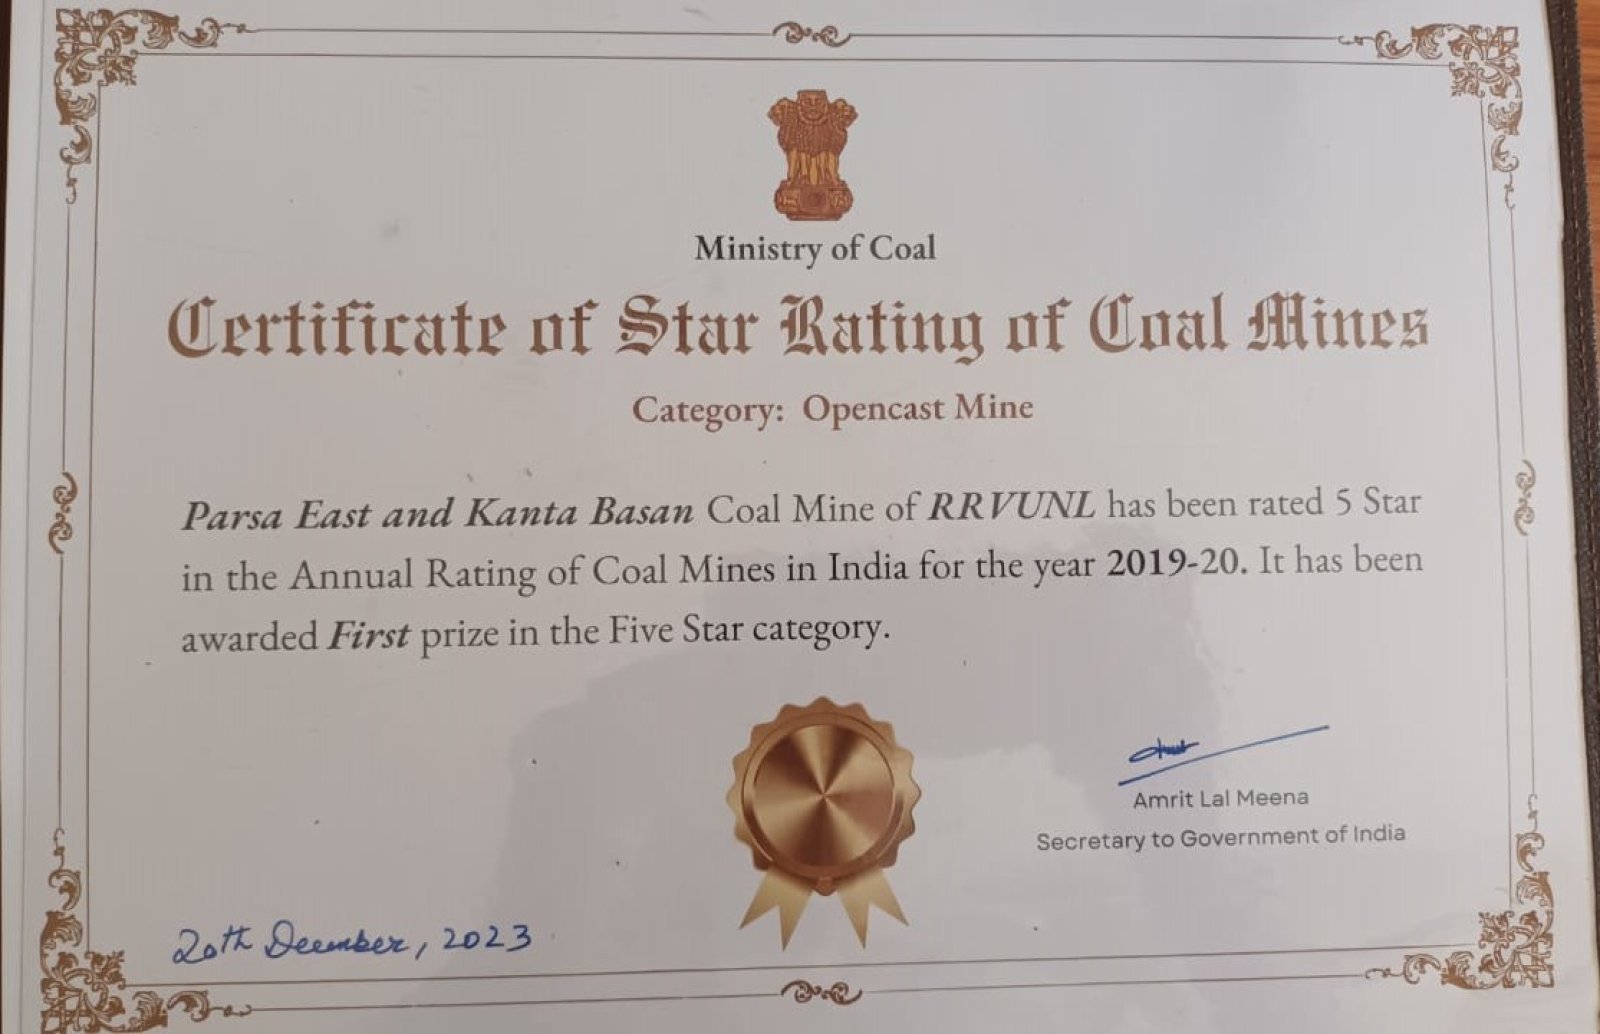 Ministry of Coal
Certificate of Star Rating of Coal Mines
Category: Opencast Mine
Parsa East and Kanta Basan Coal Mine of RRVUNL has been rated 5 Star
in the Annual Rating of Coal Mines in India for the year 2019-20. It has been
awarded First prize in the Five Star category.
Amrit Lal Meena
Secretary to Government of India
20th December, 2023